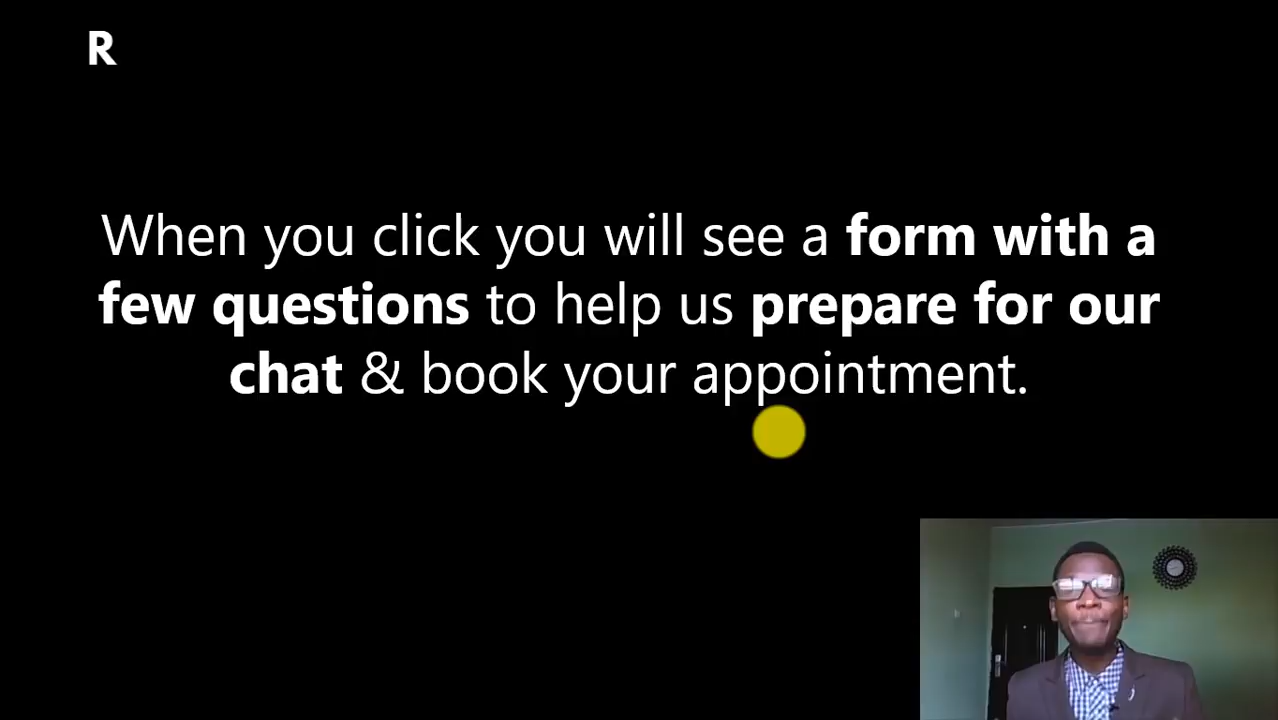 R
When you click you will see a form with a
few questions to help us prepare for our
chat & book your appointment.